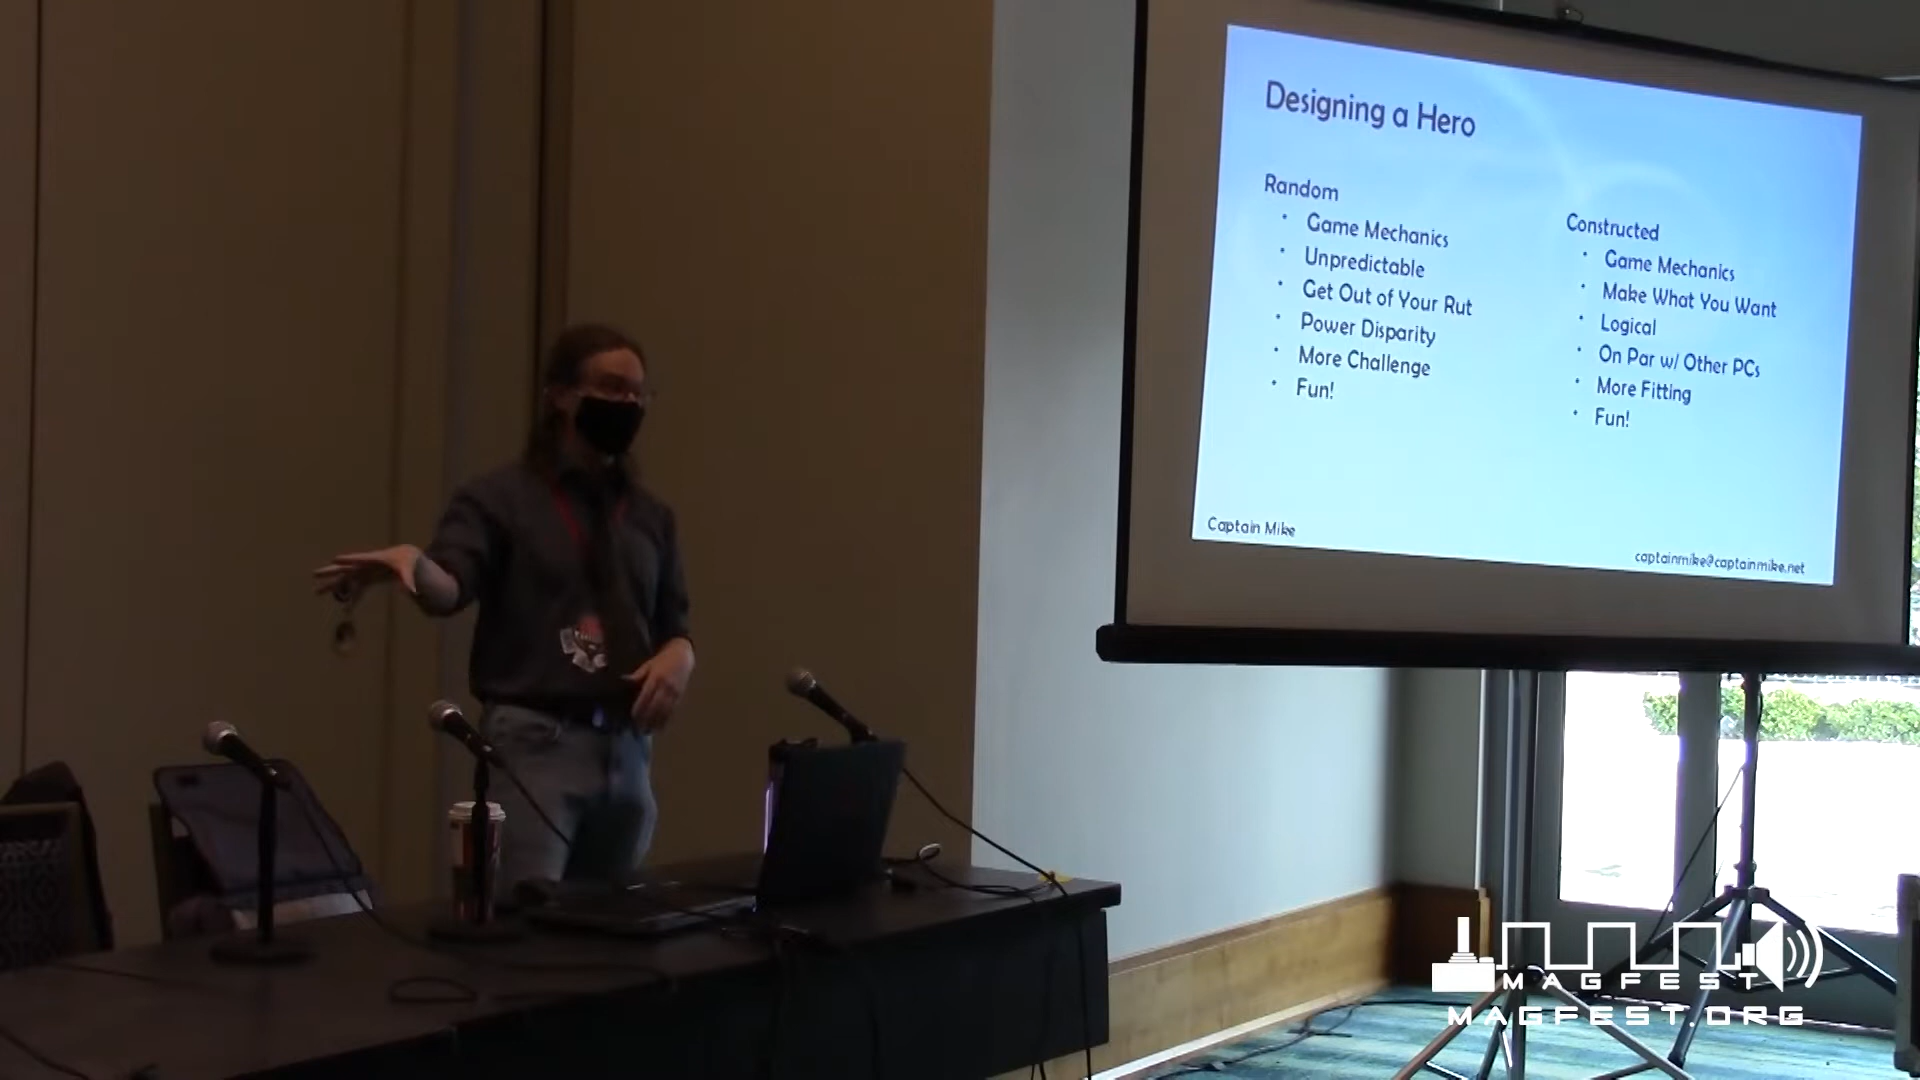 Designing a Hero
Random
• Game Mechanics
• Unpredictable
• Get Out of Your Rut
• Power Disparity
• More Challenge
• Fun!
Constructed
• Game Mechanics
• Make What You Want
• Logical
• On Par w/ Other PCs
• More Fitting
• Fun!
Captain Mike
captainmike@captainmike.net
MAGFEST
MAGFEST.ORG